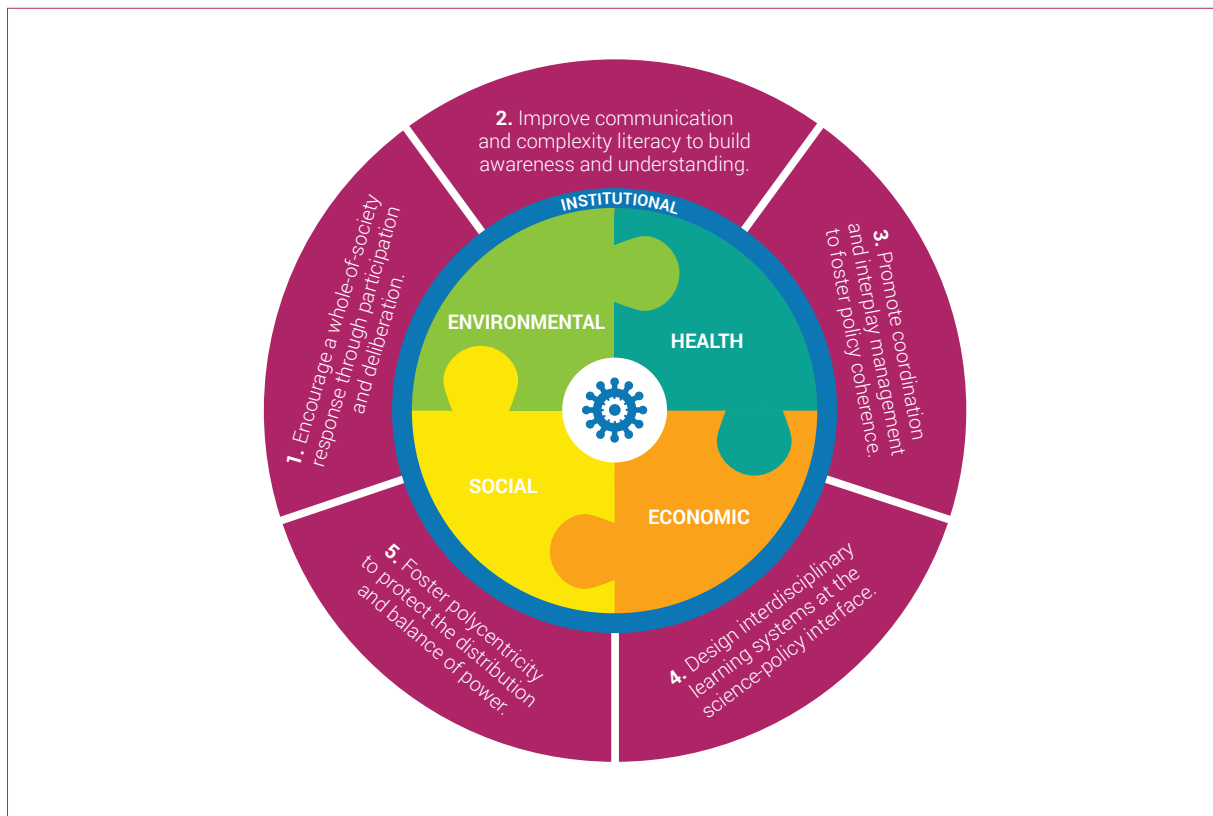 1. Encourage a whole-of-society
response through participation
and deliberation.
2. Improve communication
and complexity literacy to build
awareness and understanding.
3. Promote coordination
and interplay management
to foster policy coherence.
4. Design interdisciplinary
learning systems at the
science-policy interface.
5. Foster polycentricity
to protect the distribution
and balance of power.
INSTITUTIONAL
ENVIRONMENTAL
HEALTH
SOCIAL
ECONOMIC